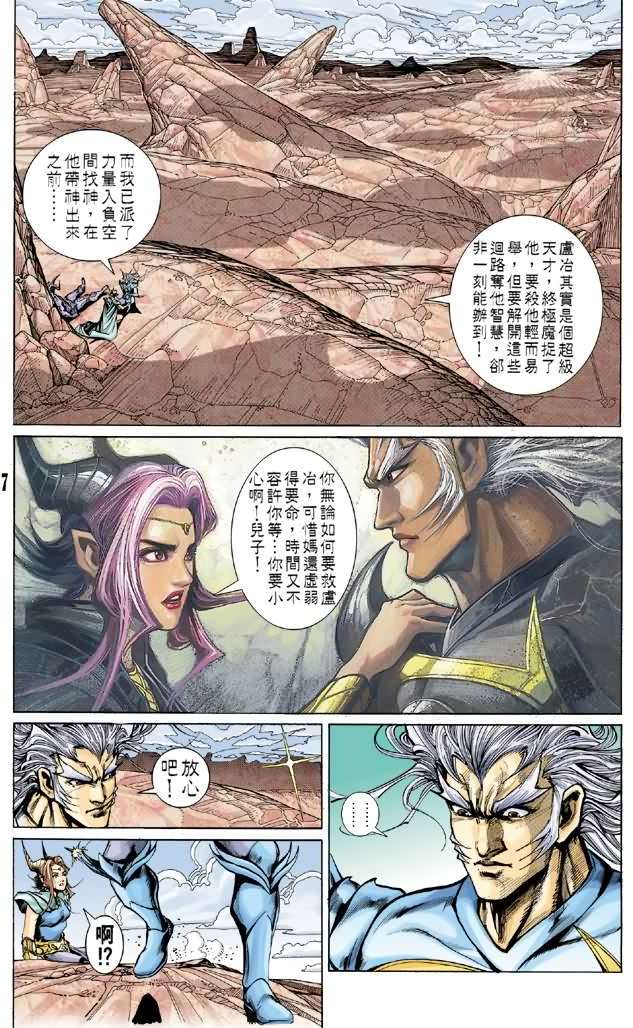 盧冶其實是個超級
天才，終極魔捉了
他，要殺他輕而易
舉，但要解開這些
迴路奪他智慧，卻
非一刻能辦到！
而我已派了
力量入負空
間找神，在
他帶神出來
之前……
你無論如何要救盧
冶，可惜媽還虛弱
得要命，時間又不
容許你等…你要小
心啊！兒子！
……
放心
吧！
啊!?
7